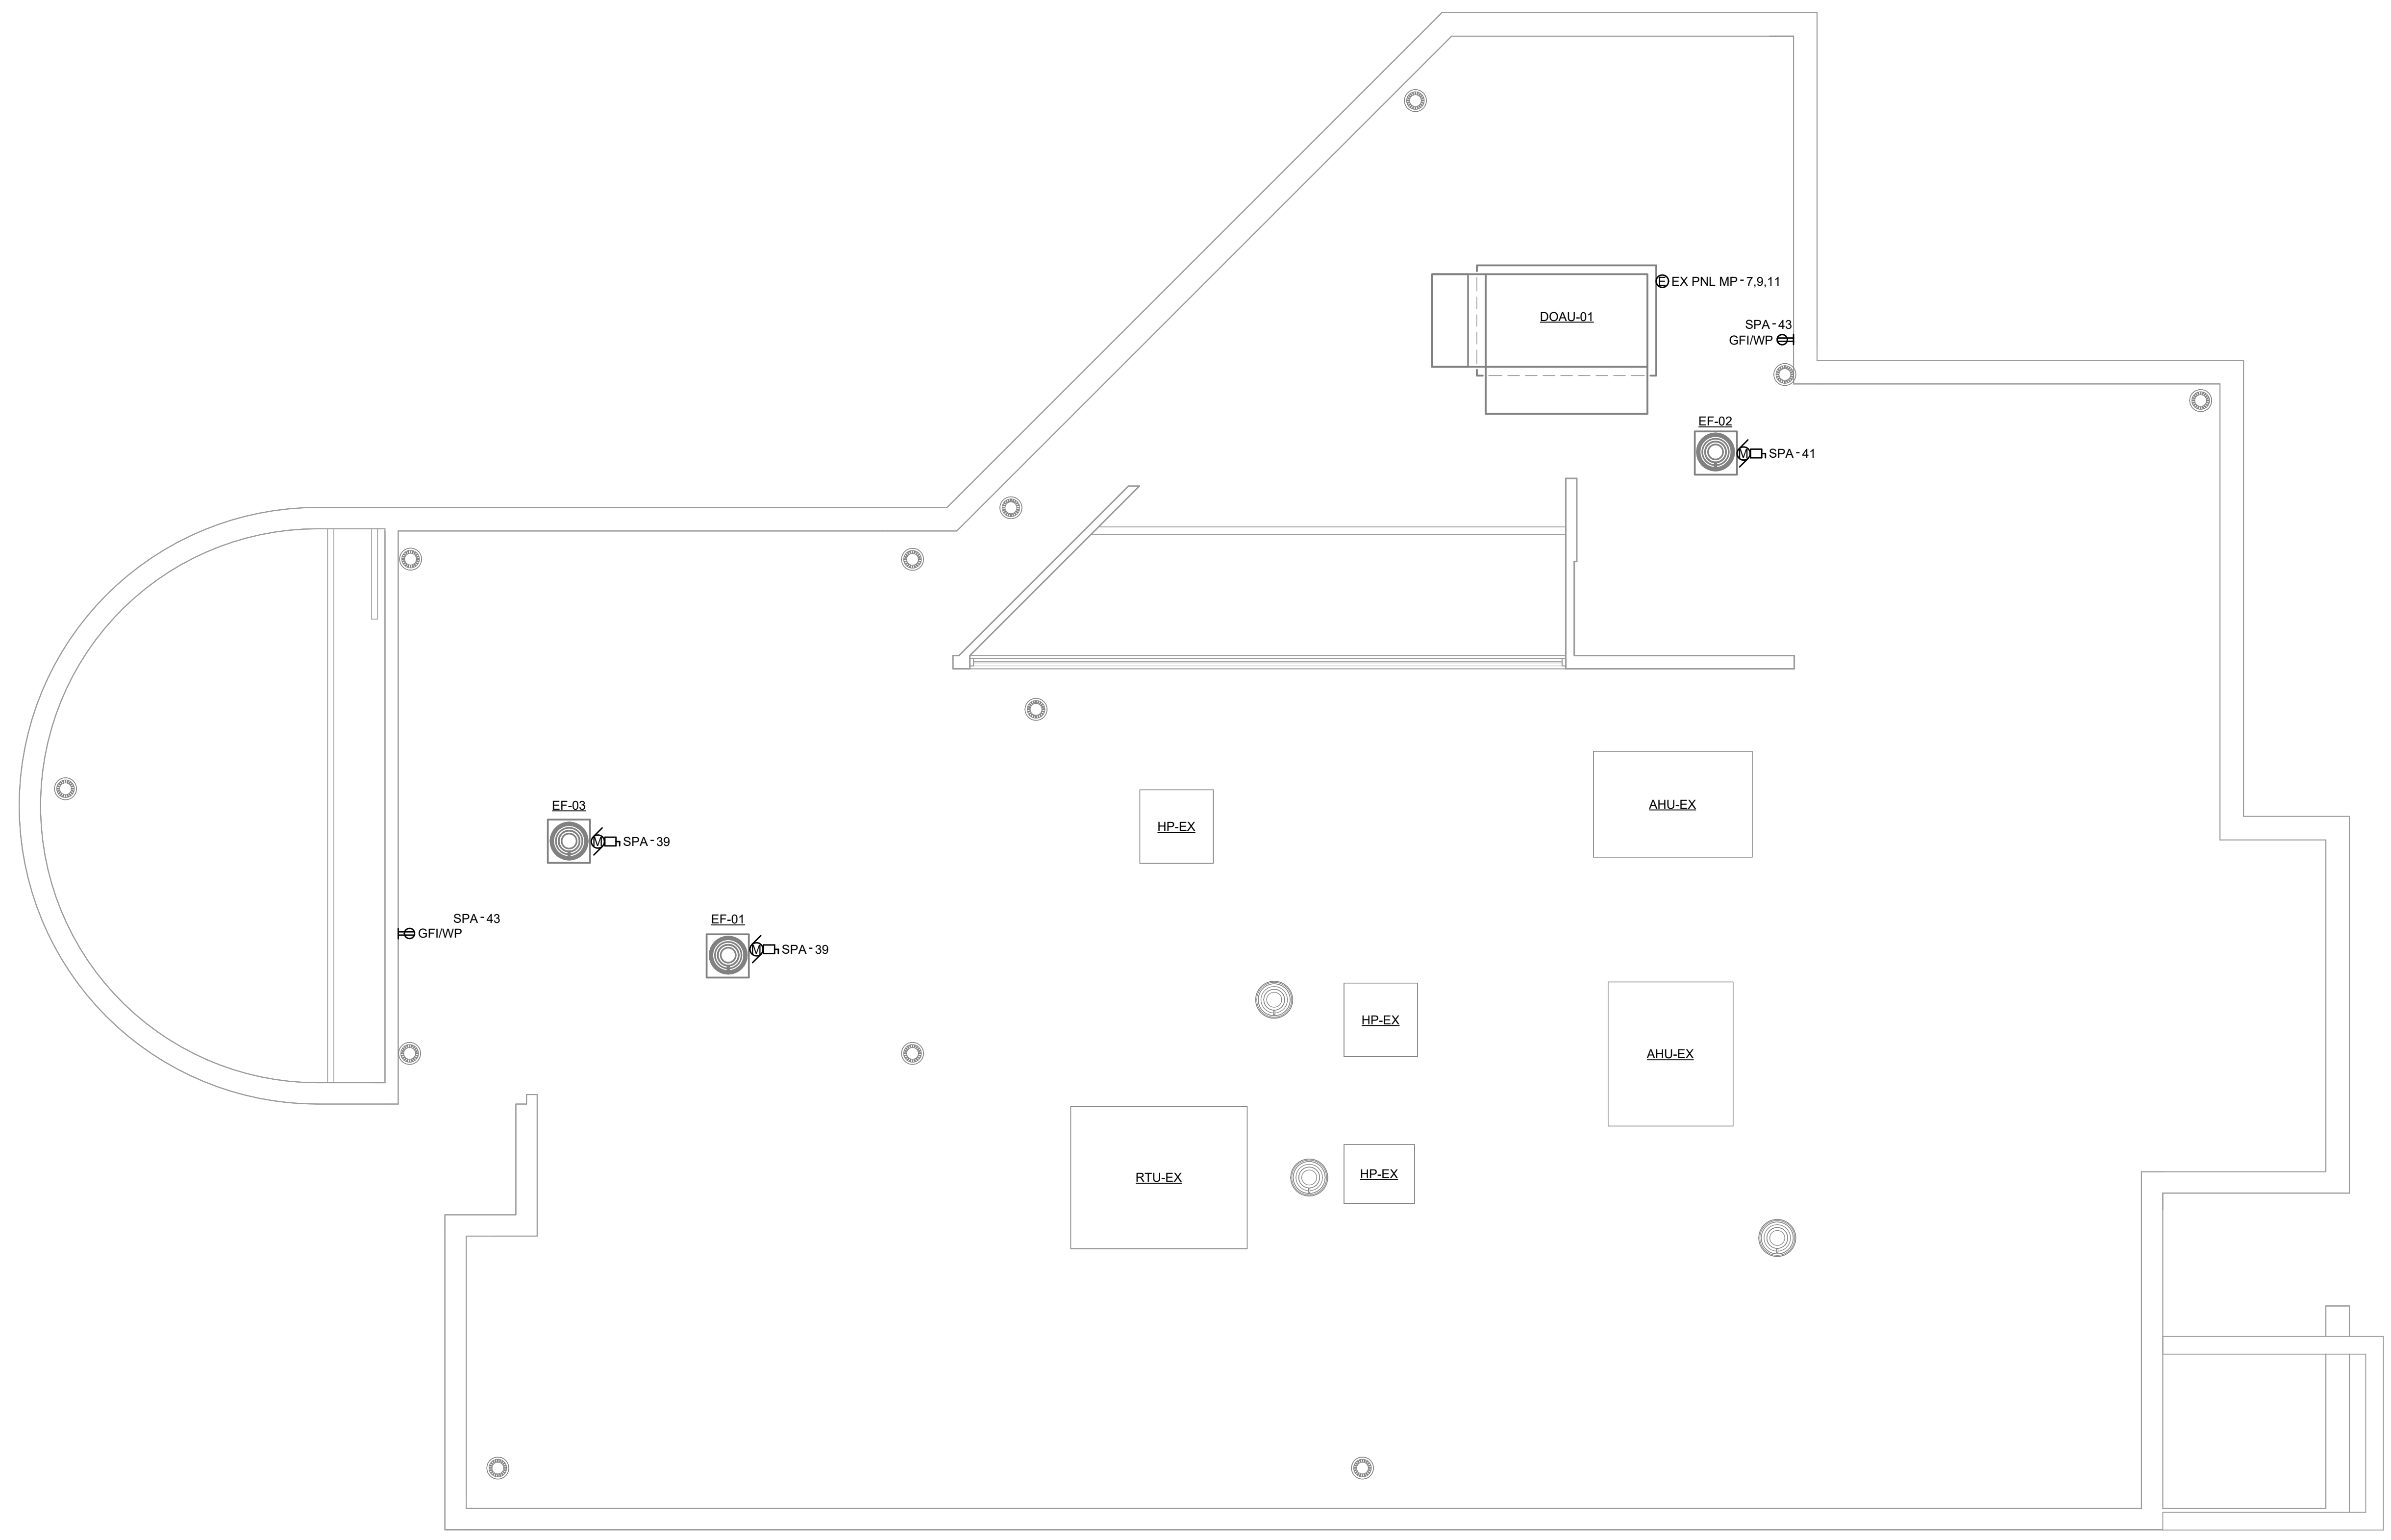 E EX PNL MP-7,9,11
DOAU-01
SPA-43
GFI/WP
EF-02
M SPA-41
EF-03
M SPA-39
HP-EX
AHU-EX
SPA-43
GFI/WP
EF-01
M SPA-39
HP-EX
AHU-EX
RTU-EX
HP-EX